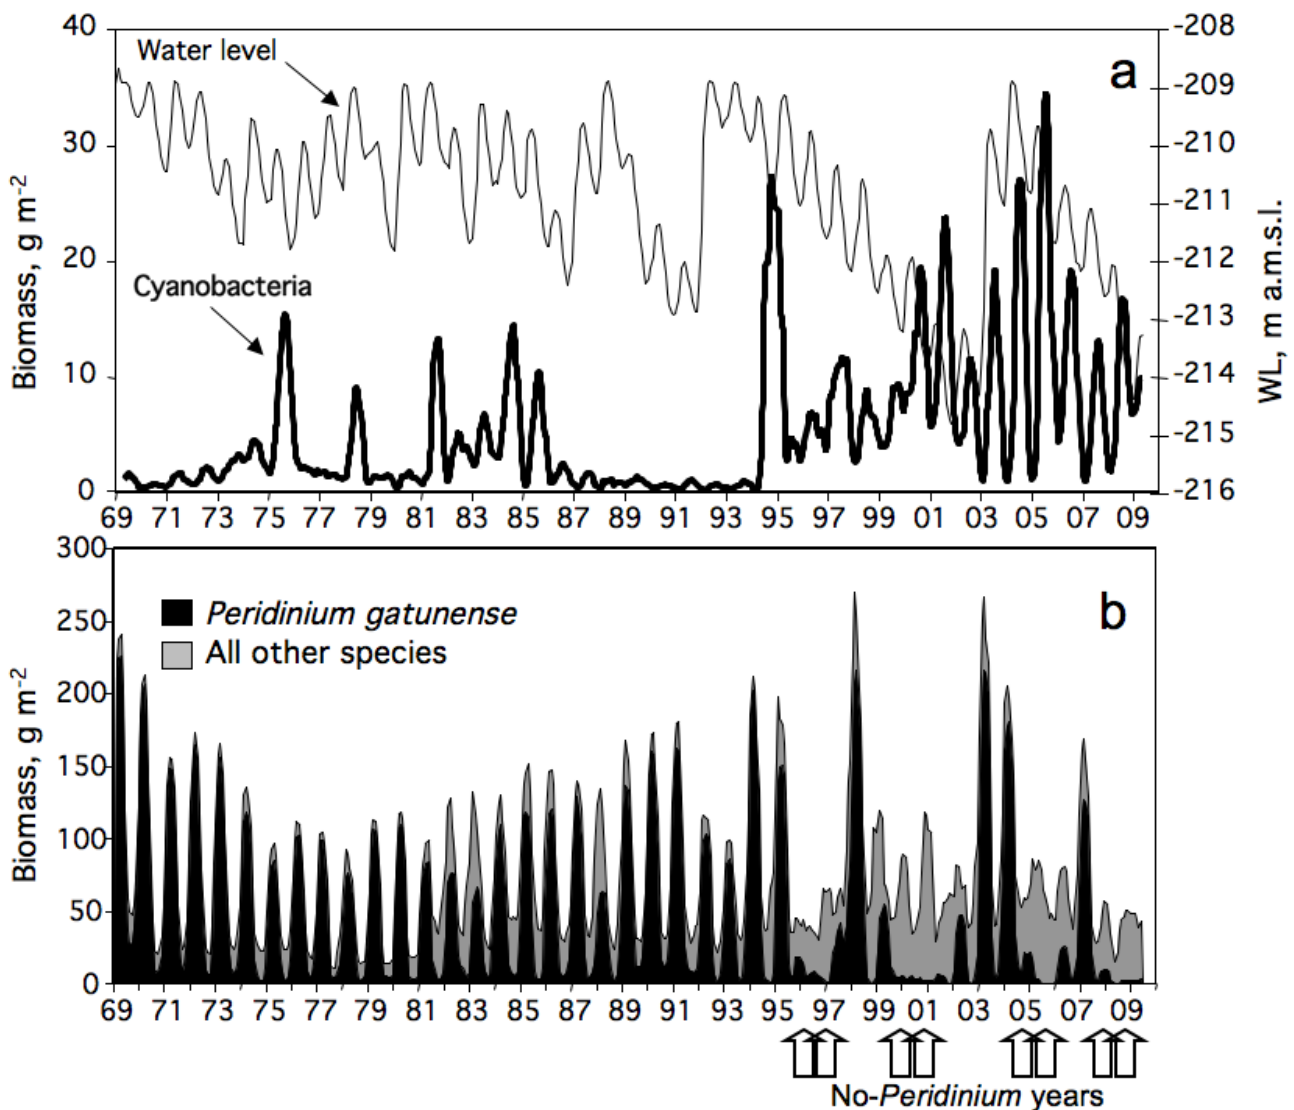 40
30
20
10
0
Biomass, g m-2
Water level
Cyanobacteria
a
-208
-209
-210
-211
-212
-213
-214
-215
-216
WL, m a.m.s.l.
69 71 73 75 77 79 81 83 85 87 89 91 93 95 97 99 01 03 05 07 09
300
250
200
150
100
50
0
Biomass, g m-2
Peridinium gatunense
All other species
b
69 71 73 75 77 79 81 83 85 87 89 91 93 95 97 99 01 03 05 07 09
No-Peridinium years